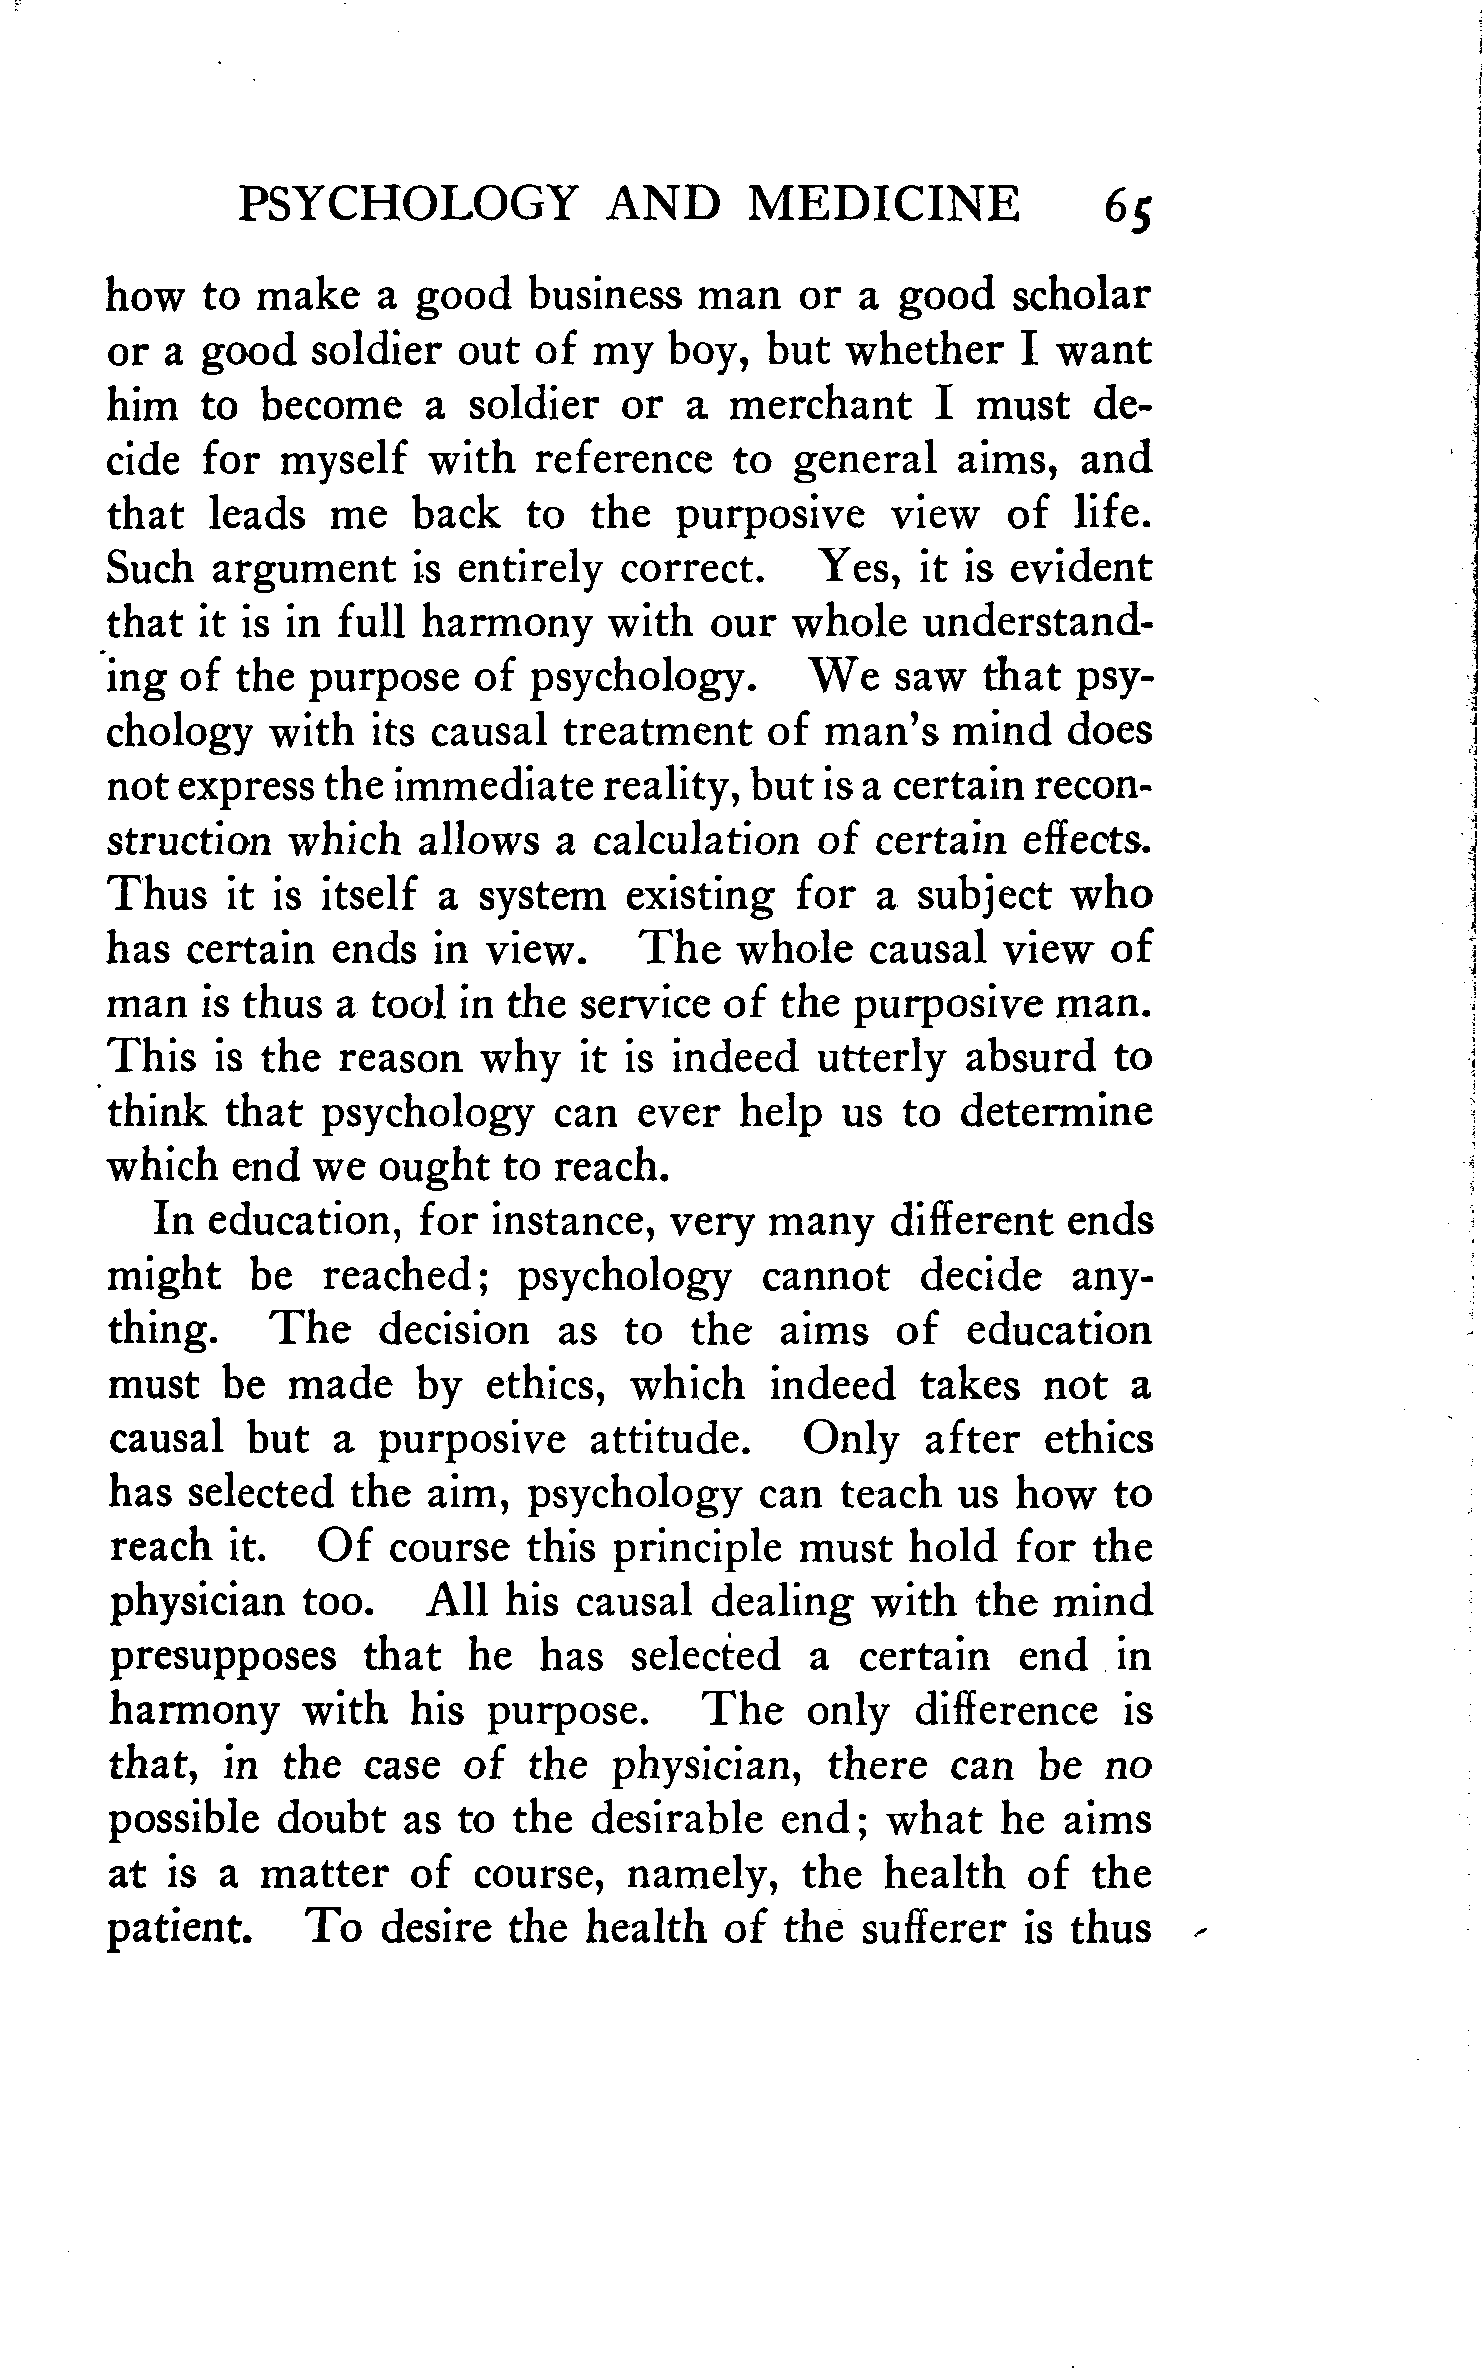 PSYCHOLOGY AND MEDICINE 65
how to make a good business man or a good scholar
or a good soldier out of my boy, but whether I want
him to become a soldier or a merchant I must de-
cide for myself with reference to general aims, and
that leads me back to the purposive view of life.
Such argument is entirely correct. Yes, it is evident
that it is in full harmony with our whole understand-
ing of the purpose of psychology. We saw that psy-
chology with its causal treatment of man's mind does
not express the immediate reality, but is a certain recon-
struction which allows a calculation of certain effects.
Thus it is itself a system existing for a subject who
has certain ends in view. The whole causal view of
man is thus a tool in the service of the purposive man.
This is the reason why it is indeed utterly absurd to
think that psychology can ever help us to determine
which end we ought to reach.
In education, for instance, very many different ends
might be reached; psychology cannot decide any-
thing. The decision as to the aims of education
must be made by ethics, which indeed takes not a
causal but a purposive attitude. Only after ethics
has selected the aim, psychology can teach us how to
reach it. Of course this principle must hold for the
physician too. All his causal dealing with the mind
presupposes that he has selected a certain end in
harmony with his purpose. The only difference is
that, in the case of the physician, there can be no
possible doubt as to the desirable end; what he aims
at is a matter of course, namely, the health of the
patient. To desire the health of the sufferer is thus